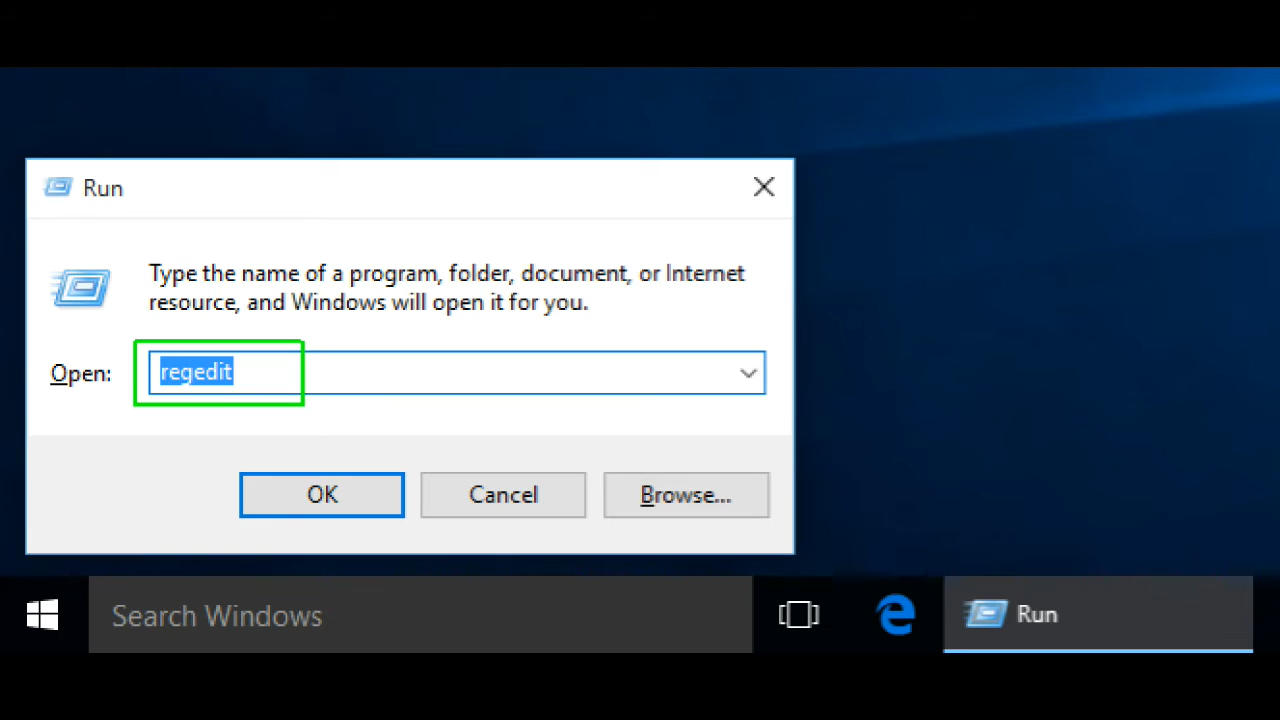 Run
Type the name of a program, folder, document, or Internet
resource, and Windows will open it for you.
Open: regedit
OK Cancel Browse...
Search Windows Run